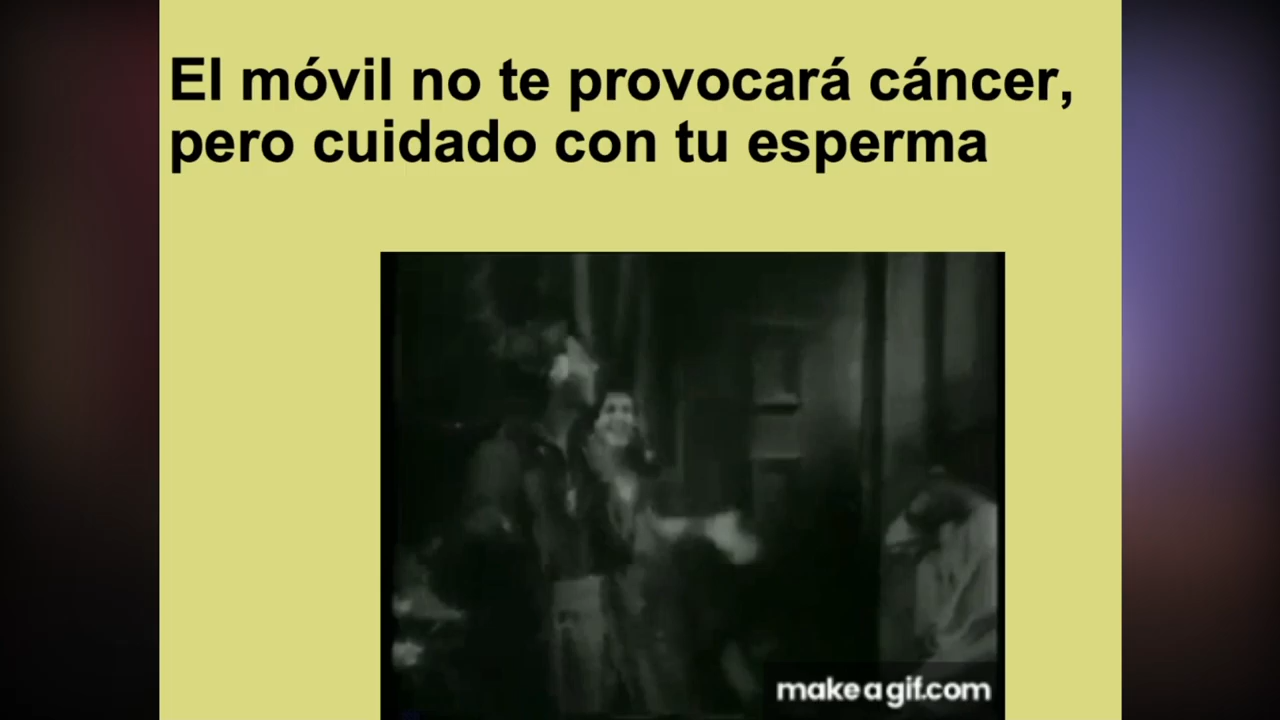 El móvil no te provocará cáncer,
pero cuidado con tu esperma
makeagif.com